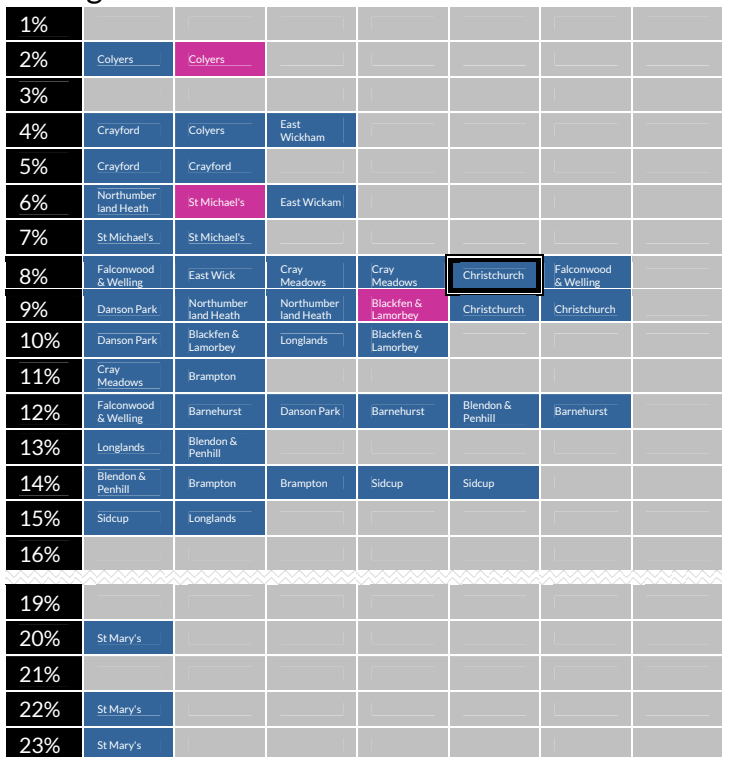 1%
2% Colyers Colyers
3%
4% Crayford Colyers East Wickham
5% Crayford Crayford
6% Northumber land Heath St Michael's East Wickam
7% St Michael's St Michael's
8% Falconwood & Welling East Wick Cray Meadows Cray Meadows Christchurch Falconwood & Welling
9% Danson Park Northumber land Heath Northumber land Heath Blackfen & Lamorbey Christchurch Christchurch
10% Danson Park Blackfen & Lamorbey Longlands Blackfen & Lamorbey
11% Cray Meadows Brampton
12% Falconwood & Welling Barnehurst Danson Park Barnehurst Blendon & Penhill Barnehurst
13% Longlands Blendon & Penhill
14% Blendon & Penhill Brampton Brampton Sidcup Sidcup
15% Sidcup Longlands
16%
19%
20% St Mary's
21%
22% St Mary's
23% St Mary's